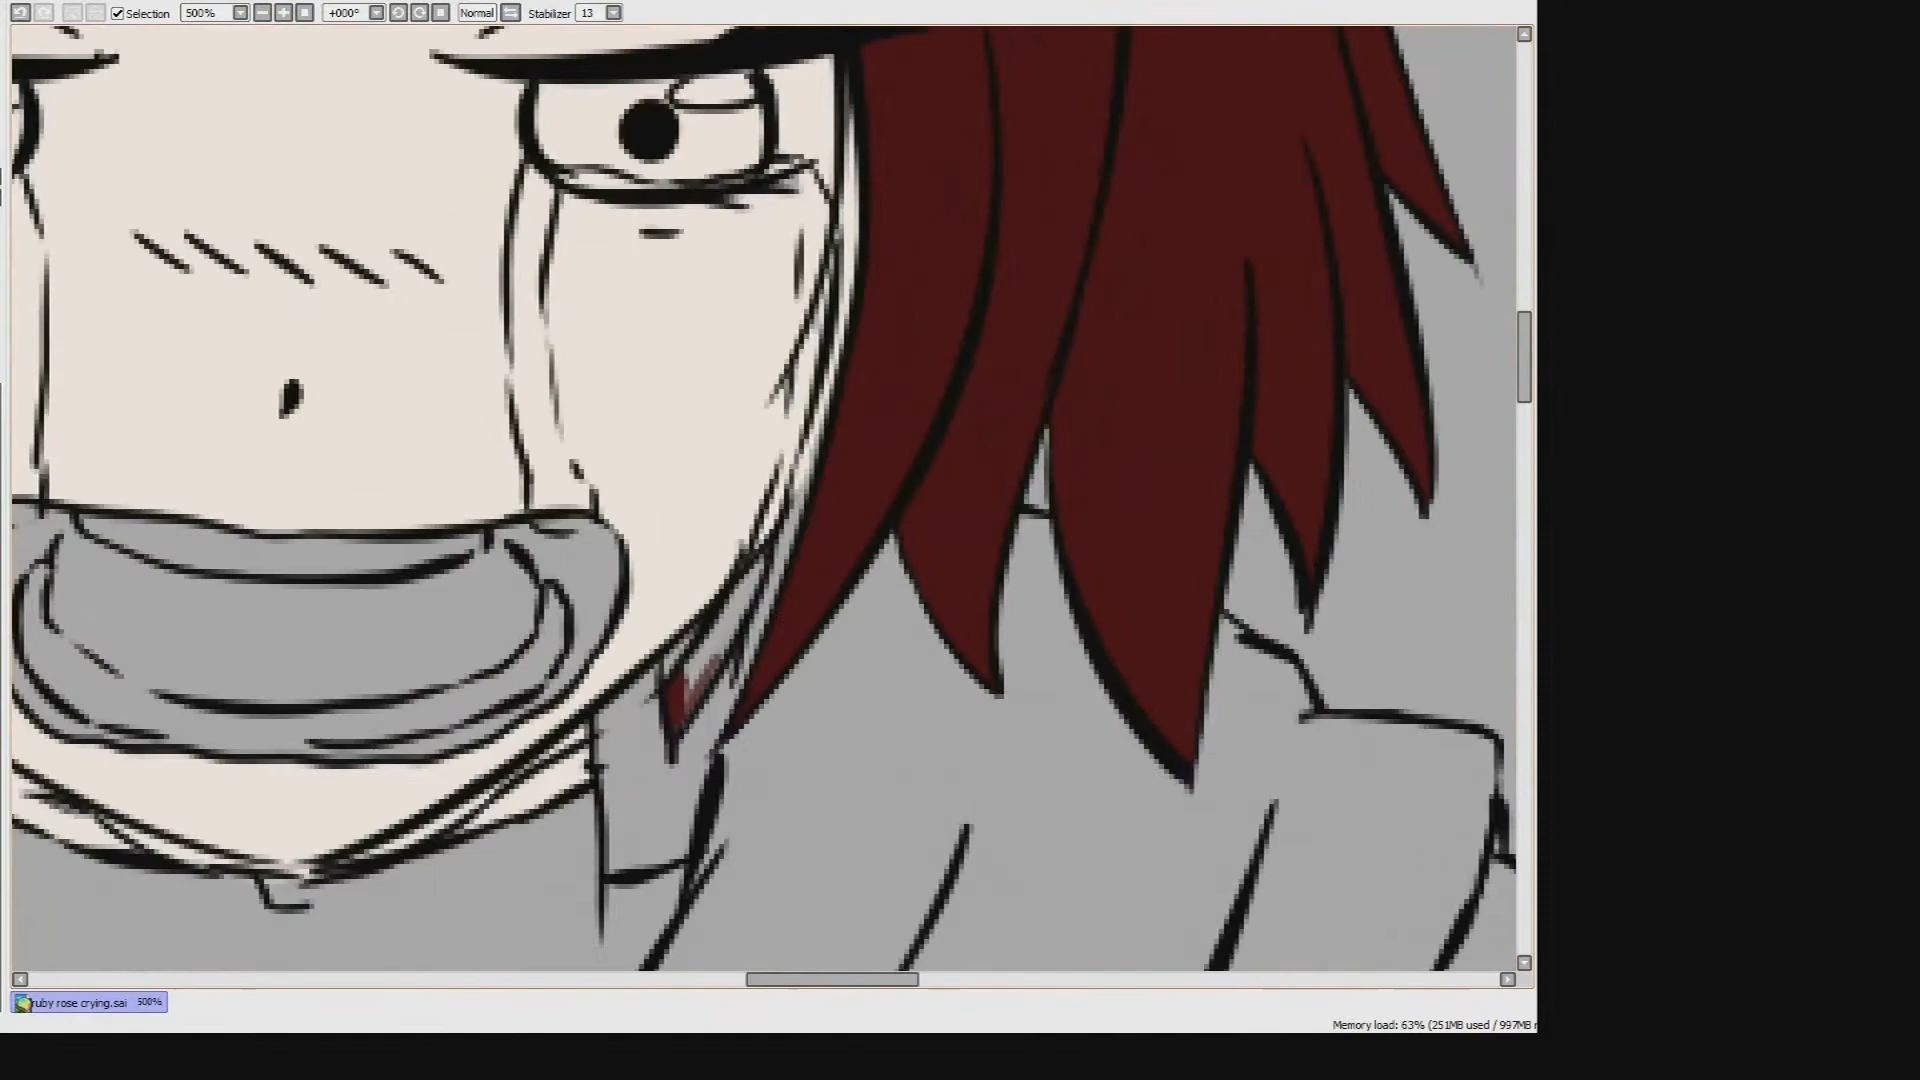 Selection 500% +000° Normal Stabilizer 13
ruby rose crying.sai 500%
Memory load: 63% (251MB used / 997MB